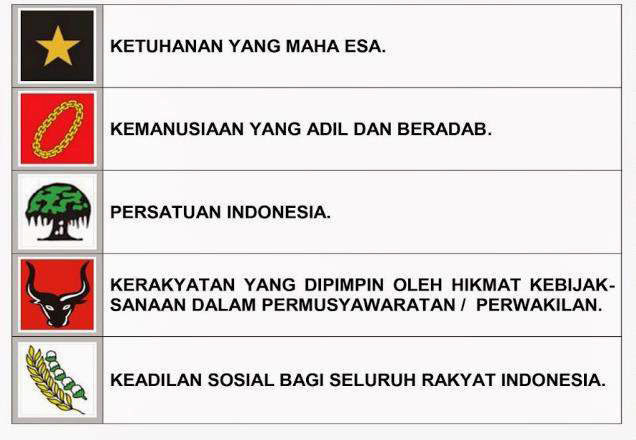 KETUHANAN YANG MAHA ESA.
KEMANUSIAAN YANG ADIL DAN BERADAB.
PERSATUAN INDONESIA.
KERAKYATAN YANG DIPIMPIN OLEH HIKMAT KEBIJAK-
SANAAN DALAM PERMUSYAWARATAN / PERWAKILAN.
KEADILAN SOSIAL BAGI SELURUH RAKYAT INDONESIA.